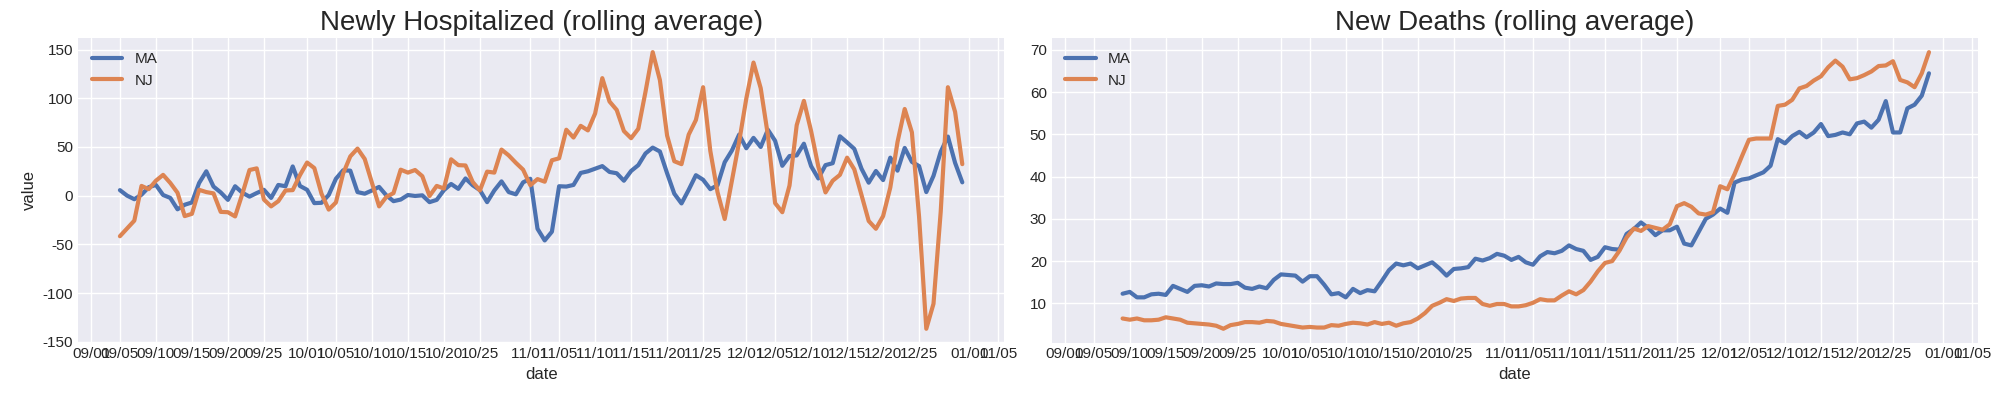 Newly Hospitalized (rolling average)
MA
NJ
value
150
100
50
0
-50
-100
-150
09/01 09/05 09/10 09/15 09/20 09/25 10/01 10/05 10/10 10/15 10/20 10/25 11/01 11/05 11/10 11/15 11/20 11/25 12/01 12/05 12/10 12/15 12/20 12/25 01/01 01/05
date
New Deaths (rolling average)
MA
NJ
70
60
50
40
30
20
10
09/01 09/05 09/10 09/15 09/20 09/25 10/01 10/05 10/10 10/15 10/20 10/25 11/01 11/05 11/10 11/15 11/20 11/25 12/01 12/05 12/10 12/15 12/20 12/25 01/01 01/05
date